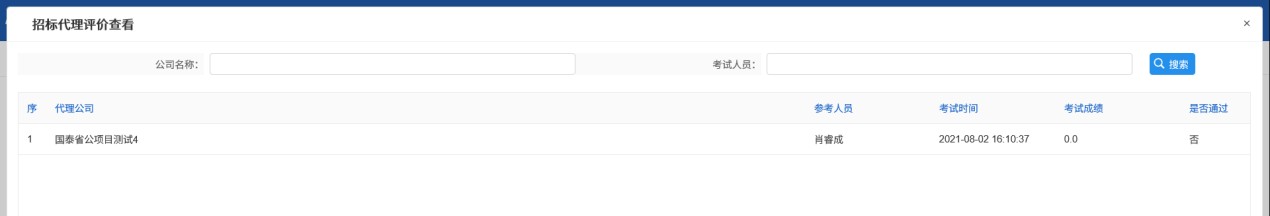 招标代理评价查看 ×
公司名称: 考试人员: 搜索
序 代理公司 参考人员 考试时间 考试成绩 是否通过
1 国泰省公项目测试4 肖睿成 2021-08-02 16:10:37 0.0 否